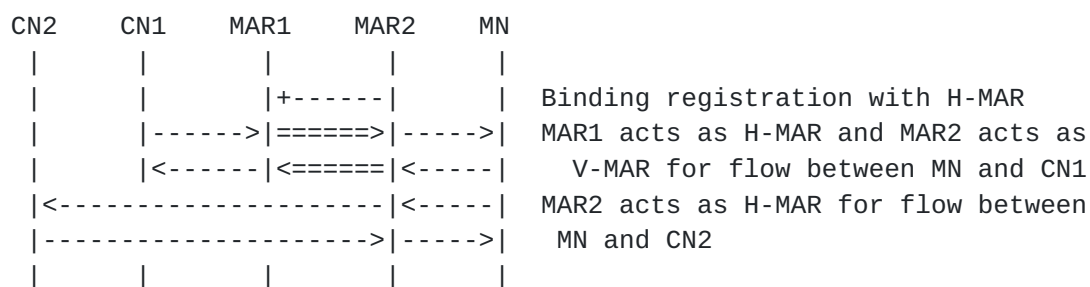 CN2    CN1    MAR1    MAR2    MN
 |      |       |       |      |
 |      |       |+------|      |  Binding registration with H-MAR
 |      |------>|======>|----->|  MAR1 acts as H-MAR and MAR2 acts as
 |      |<------|<======|<-----|    V-MAR for flow between MN and CN1
 |<---------------------|<-----|  MAR2 acts as H-MAR for flow between
 |--------------------->|----->|   MN and CN2
 |      |       |       |      |